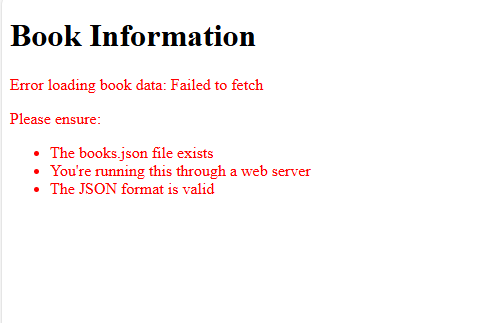 Book Information
Error loading book data: Failed to fetch
Please ensure:
• The books.json file exists
• You're running this through a web server
• The JSON format is valid